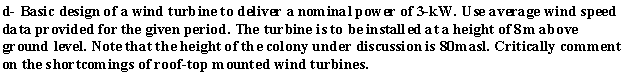 d- Basic design of a wind turbine to deliver a nominal power of 3-kW. Use average wind speed
data provided for the given period. The turbine is to be installed at a height of 8m above
ground level. Note that the height of the colony under discussion is 80masl. Critically comment
on the shortcomings of roof-top mounted wind turbines.